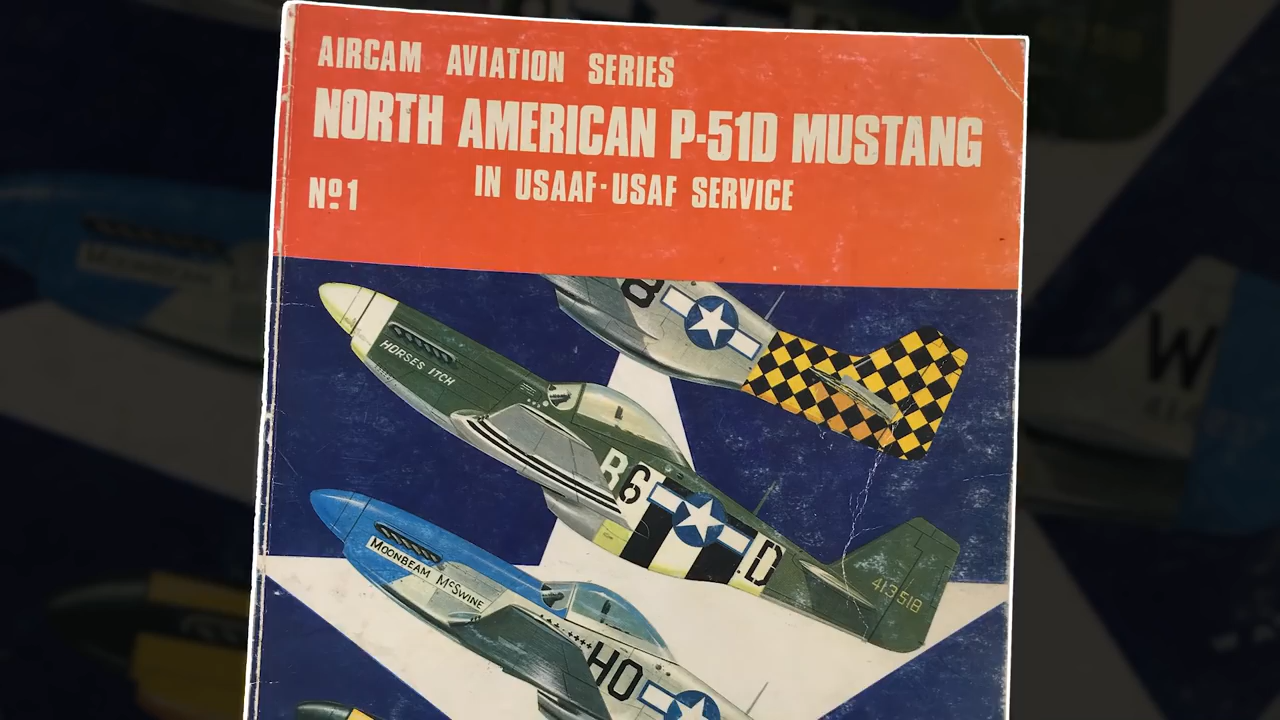 AIRCAM AVIATION SERIES
NORTH AMERICAN P-51D MUSTANG
IN USAAF-USAF SERVICE
Nº1
8
HORSES ITCH
B6
D
413518
MOONBEAM McSWINE
HO
W